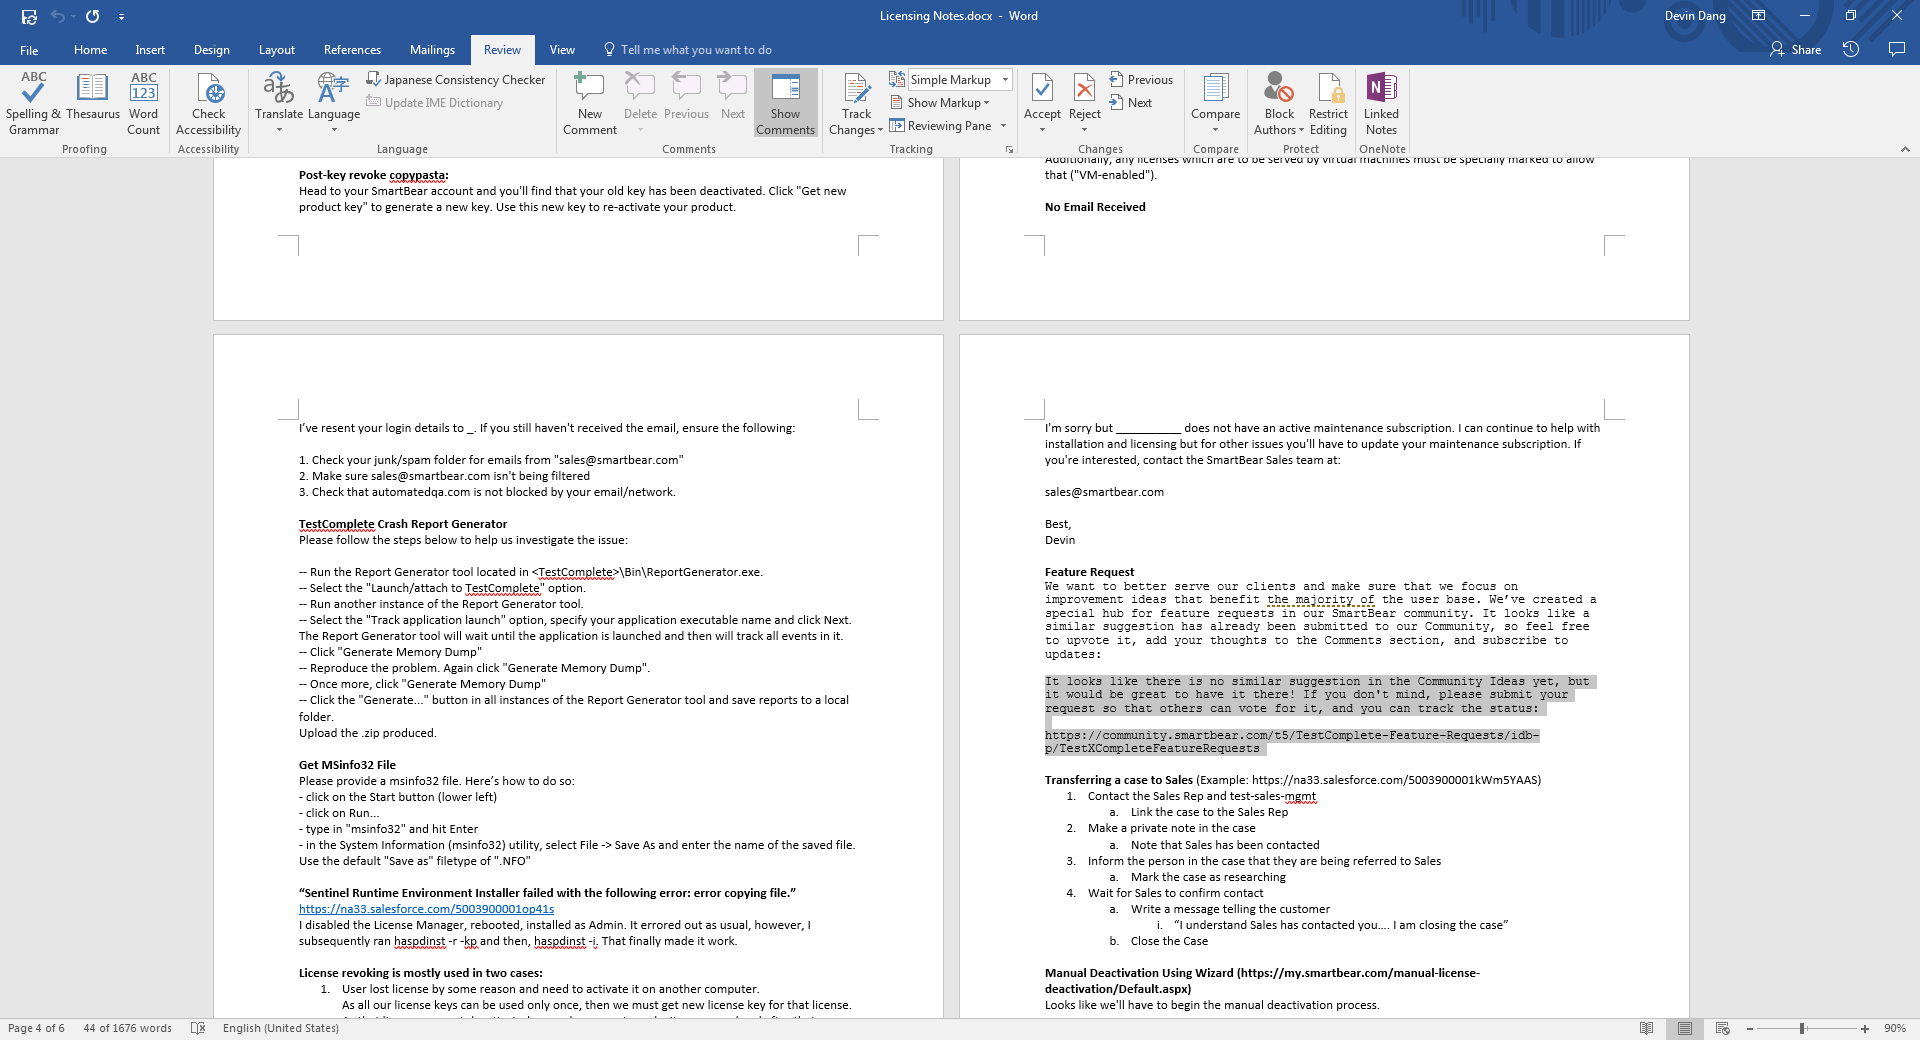 Licensing Notes.docx - Word
Devin Dang
File
Home
Insert
Design
Layout
References
Mailings
Review
View
Tell me what you want to do
Share
ABC
Spelling &
Grammar
Thesaurus
ABC
123
Word
Count
Proofing
Check
Accessibility
Accessibility
Translate
Language
Japanese Consistency Checker
Update IME Dictionary
Language
New
Comment
Delete
Previous
Next
Show
Comments
Comments
Track
Changes
Simple Markup
Show Markup
Reviewing Pane
Tracking
Accept
Reject
Previous
Next
Changes
Compare
Compare
Block
Authors
Restrict
Editing
Protect
Linked
Notes
OneNote
Post-key revoke copypasta:
Head to your SmartBear account and you'll find that your old key has been deactivated. Click "Get new
product key" to generate a new key. Use this new key to re-activate your product.
Additionally, any licenses which are to be served by virtual machines must be specially marked to allow
that ("VM-enabled").
No Email Received
I've resent your login details to _. If you still haven't received the email, ensure the following:
1. Check your junk/spam folder for emails from "sales@smartbear.com"
2. Make sure sales@smartbear.com isn't being filtered
3. Check that automatedqa.com is not blocked by your email/network.
TestComplete Crash Report Generator
Please follow the steps below to help us investigate the issue:
-- Run the Report Generator tool located in <TestComplete>\Bin\ReportGenerator.exe.
-- Select the "Launch/attach to TestComplete" option.
-- Run another instance of the Report Generator tool.
-- Select the "Track application launch" option, specify your application executable name and click Next.
The Report Generator tool will wait until the application is launched and then will track all events in it.
-- Click "Generate Memory Dump"
-- Reproduce the problem. Again click "Generate Memory Dump".
-- Once more, click "Generate Memory Dump"
-- Click the "Generate..." button in all instances of the Report Generator tool and save reports to a local
folder.
Upload the .zip produced.
Get MSinfo32 File
Please provide a msinfo32 file. Here's how to do so:
- click on the Start button (lower left)
- click on Run...
- type in "msinfo32" and hit Enter
- in the System Information (msinfo32) utility, select File -> Save As and enter the name of the saved file.
Use the default "Save as" filetype of ".NFO"
“Sentinel Runtime Environment Installer failed with the following error: error copying file.”
https://na33.salesforce.com/5003900001op41s
I disabled the License Manager, rebooted, installed as Admin. It errored out as usual, however, I
subsequently ran haspdinst -r -kp and then, haspdinst -i. That finally made it work.
License revoking is mostly used in two cases:
1. User lost license by some reason and need to activate it on another computer.
As all our license keys can be used only once, then we must get new license key for that license.
I'm sorry but __________ does not have an active maintenance subscription. I can continue to help with
installation and licensing but for other issues you'll have to update your maintenance subscription. If
you're interested, contact the SmartBear Sales team at:
sales@smartbear.com
Best,
Devin
Feature Request
We want to better serve our clients and make sure that we focus on
improvement ideas that benefit the majority of the user base. We've created a
special hub for feature requests in our SmartBear community. It looks like a
similar suggestion has already been submitted to our Community, so feel free
to upvote it, add your thoughts to the Comments section, and subscribe to
updates:
It looks like there is no similar suggestion in the Community Ideas yet, but
it would be great to have it there! If you don't mind, please submit your
request so that others can vote for it, and you can track the status:
https://community.smartbear.com/t5/TestComplete-Feature-Requests/idb-
p/TestXCompleteFeatureRequests
Transferring a case to Sales (Example: https://na33.salesforce.com/5003900001kWm5YAAS)
1. Contact the Sales Rep and test-sales-mgmt
a. Link the case to the Sales Rep
2. Make a private note in the case
a. Note that Sales has been contacted
3. Inform the person in the case that they are being referred to Sales
a. Mark the case as researching
4. Wait for Sales to confirm contact
a. Write a message telling the customer
i. “I understand Sales has contacted you.... I am closing the case”
b. Close the Case
Manual Deactivation Using Wizard (https://my.smartbear.com/manual-license-
deactivation/Default.aspx)
Looks like we'll have to begin the manual deactivation process.
Page 4 of 6
44 of 1676 words
English (United States)
90%